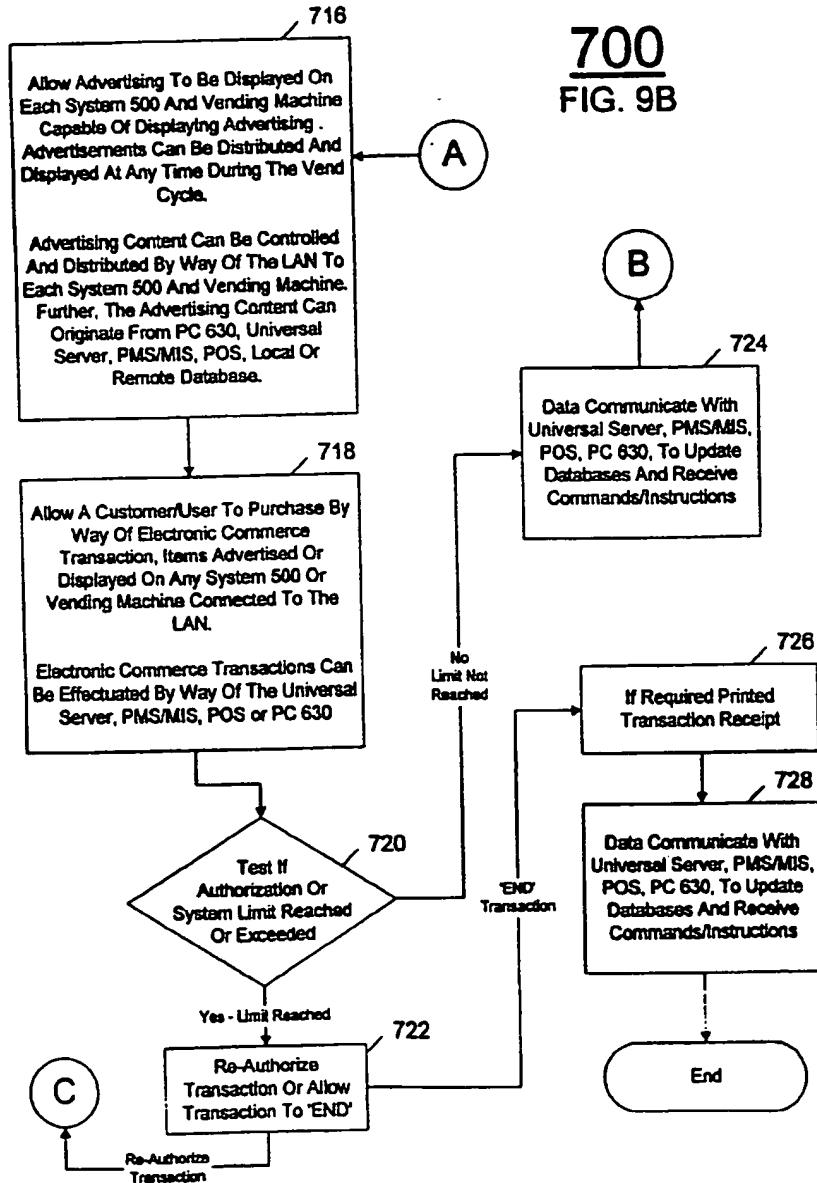 700
FIG. 9B
716
Allow Advertising To Be Displayed On
Each System 500 And Vending Machine
Capable Of Displaying Advertising .
Advertisements Can Be Distributed And
Displayed At Any Time During The Vend
Cycle.
Advertising Content Can Be Controlled
And Distributed By Way Of The LAN To
Each System 500 And Vending Machine.
Further, The Advertising Content Can
Originate From PC 630, Universal
Server, PMS/MIS, POS, Local Or
Remote Database.
A
718
Allow A Customer/User To Purchase By
Way Of Electronic Commerce
Transaction, Items Advertised Or
Displayed On Any System 500 Or
Vending Machine Connected To The
LAN.
Electronic Commerce Transactions Can
Be Effectuated By Way Of The Universal
Server, PMS/MIS, POS or PC 630
720
Test If
Authorization Or
System Limit Reached
Or Exceeded
No
Limit Not
Reached
B
724
Data Communicate With
Universal Server, PMS/MIS,
POS, PC 630, To Update
Databases And Receive
Commands/Instructions
Yes - Limit Reached
722
Re-Authorize
Transaction Or Allow
Transaction To 'END'
C
Re-Authorize
Transaction
'END'
Transaction
726
If Required Printed
Transaction Receipt
728
Data Communicate With
Universal Server, PMS/MIS,
POS, PC 630, To Update
Databases And Receive
Commands/Instructions
End